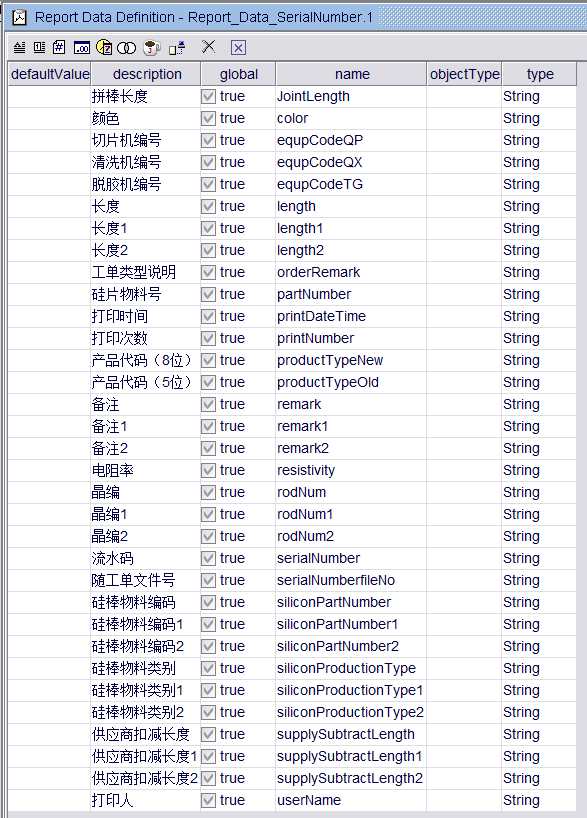 Report Data Definition - Report_Data_SerialNumber.1
defaultValue description global name objectType type
拼棒长度 true JointLength String
颜色 true color String
切片机编号 true equpCodeQP String
清洗机编号 true equpCodeQX String
脱胶机编号 true equpCodeTG String
长度 true length String
长度1 true length1 String
长度2 true length2 String
工单类型说明 true orderRemark String
硅片物料号 true partNumber String
打印时间 true printDateTime String
打印次数 true printNumber String
产品代码（8位） true productTypeNew String
产品代码（5位） true productTypeOld String
备注 true remark String
备注1 true remark1 String
备注2 true remark2 String
电阻率 true resistivity String
晶编 true rodNum String
晶编1 true rodNum1 String
晶编2 true rodNum2 String
流水码 true serialNumber String
随工单文件号 true serialNumberfileNo String
硅棒物料编码 true siliconPartNumber String
硅棒物料编码1 true siliconPartNumber1 String
硅棒物料编码2 true siliconPartNumber2 String
硅棒物料类别 true siliconProductionType String
硅棒物料类别1 true siliconProductionType1 String
硅棒物料类别2 true siliconProductionType2 String
供应商扣减长度 true supplySubtractLength String
供应商扣减长度1 true supplySubtractLength1 String
供应商扣减长度2 true supplySubtractLength2 String
打印人 true userName String